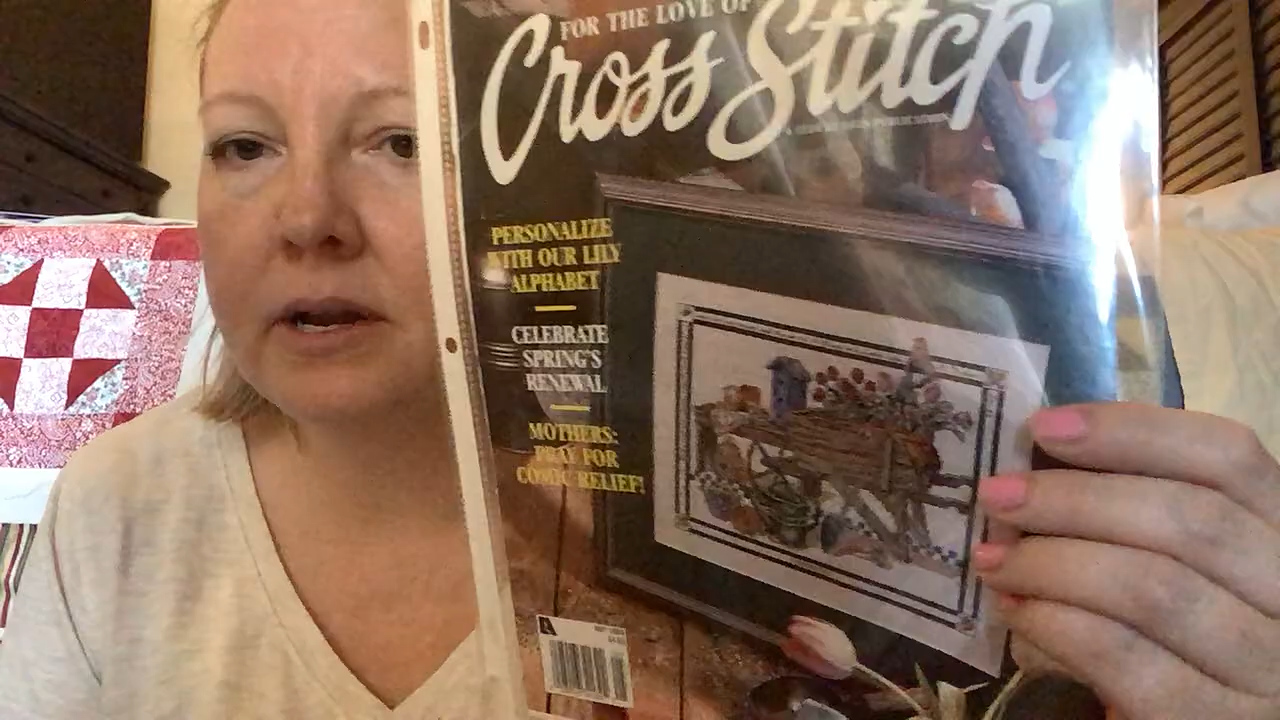 FOR THE LOVE OF
Cross Stitch
PERSONALIZE
WITH OUR LILY
ALPHABET
CELEBRATE
SPRING'S
RENEWAL
MOTHERS:
PRAY FOR
COMIC RELIEF!